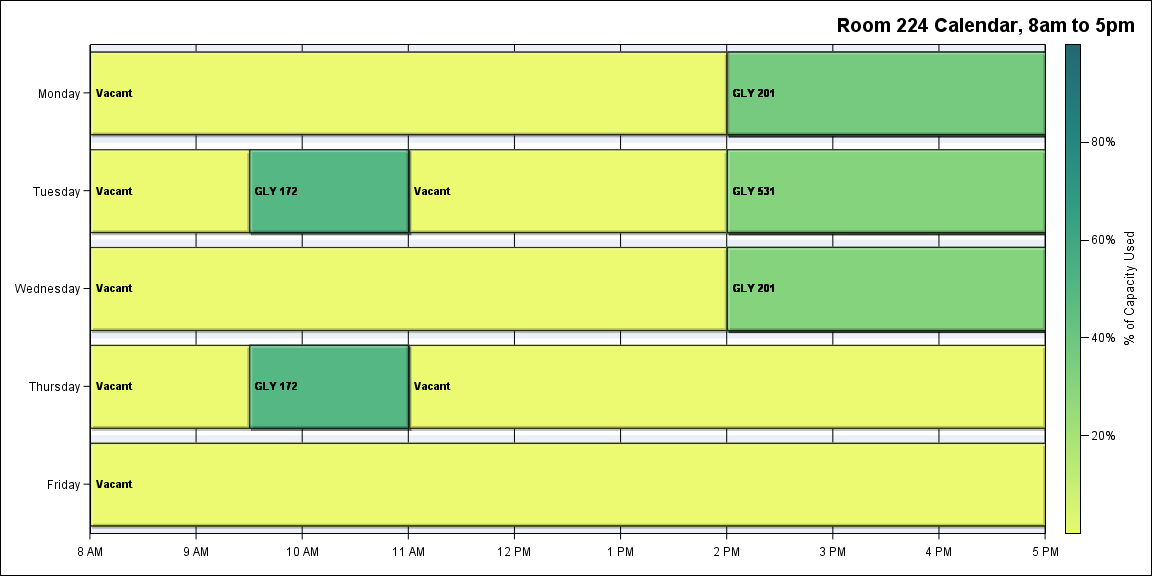 Room 224 Calendar, 8am to 5pm
Monday
Vacant
GLY 201
Tuesday
Vacant
GLY 172
Vacant
GLY 531
Wednesday
Vacant
GLY 201
Thursday
Vacant
GLY 172
Vacant
Friday
Vacant
8 AM
9 AM
10 AM
11 AM
12 PM
1 PM
2 PM
3 PM
4 PM
5 PM
80%
60%
40%
20%
% of Capacity Used